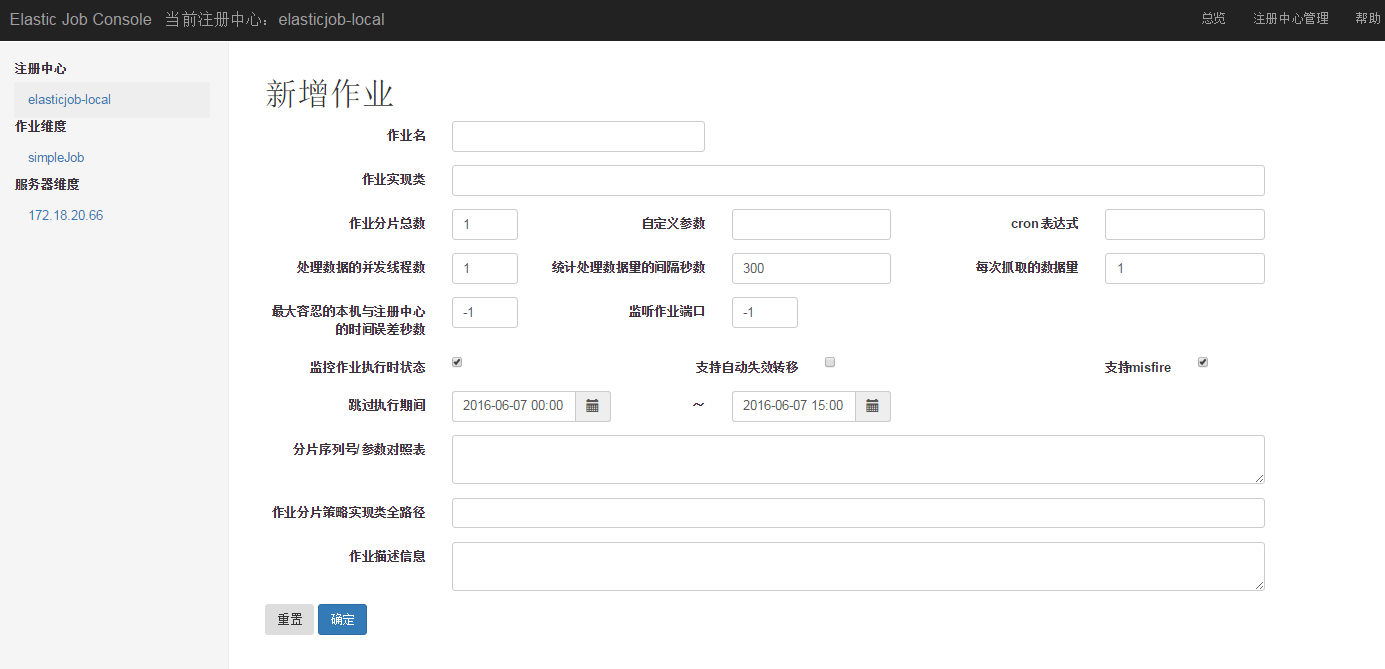 Elastic Job Console 当前注册中心：elasticjob-local 总览 注册中心管理 帮助
注册中心
elasticjob-local
作业维度
simpleJob
服务器维度
172.18.20.66
新增作业
作业名
作业实现类
作业分片总数 1 自定义参数 cron 表达式
处理数据的并发线程数 1 统计处理数据量的间隔秒数 300 每次抓取的数据量 1
最大容忍的本机与注册中心
的时间误差秒数 -1 监听作业端口 -1
监控作业执行时状态 支持自动失效转移 支持misfire
跳过执行期间 2016-06-07 00:00 ～ 2016-06-07 15:00
分片序列号/参数对照表
作业分片策略实现类全路径
作业描述信息
重置 确定